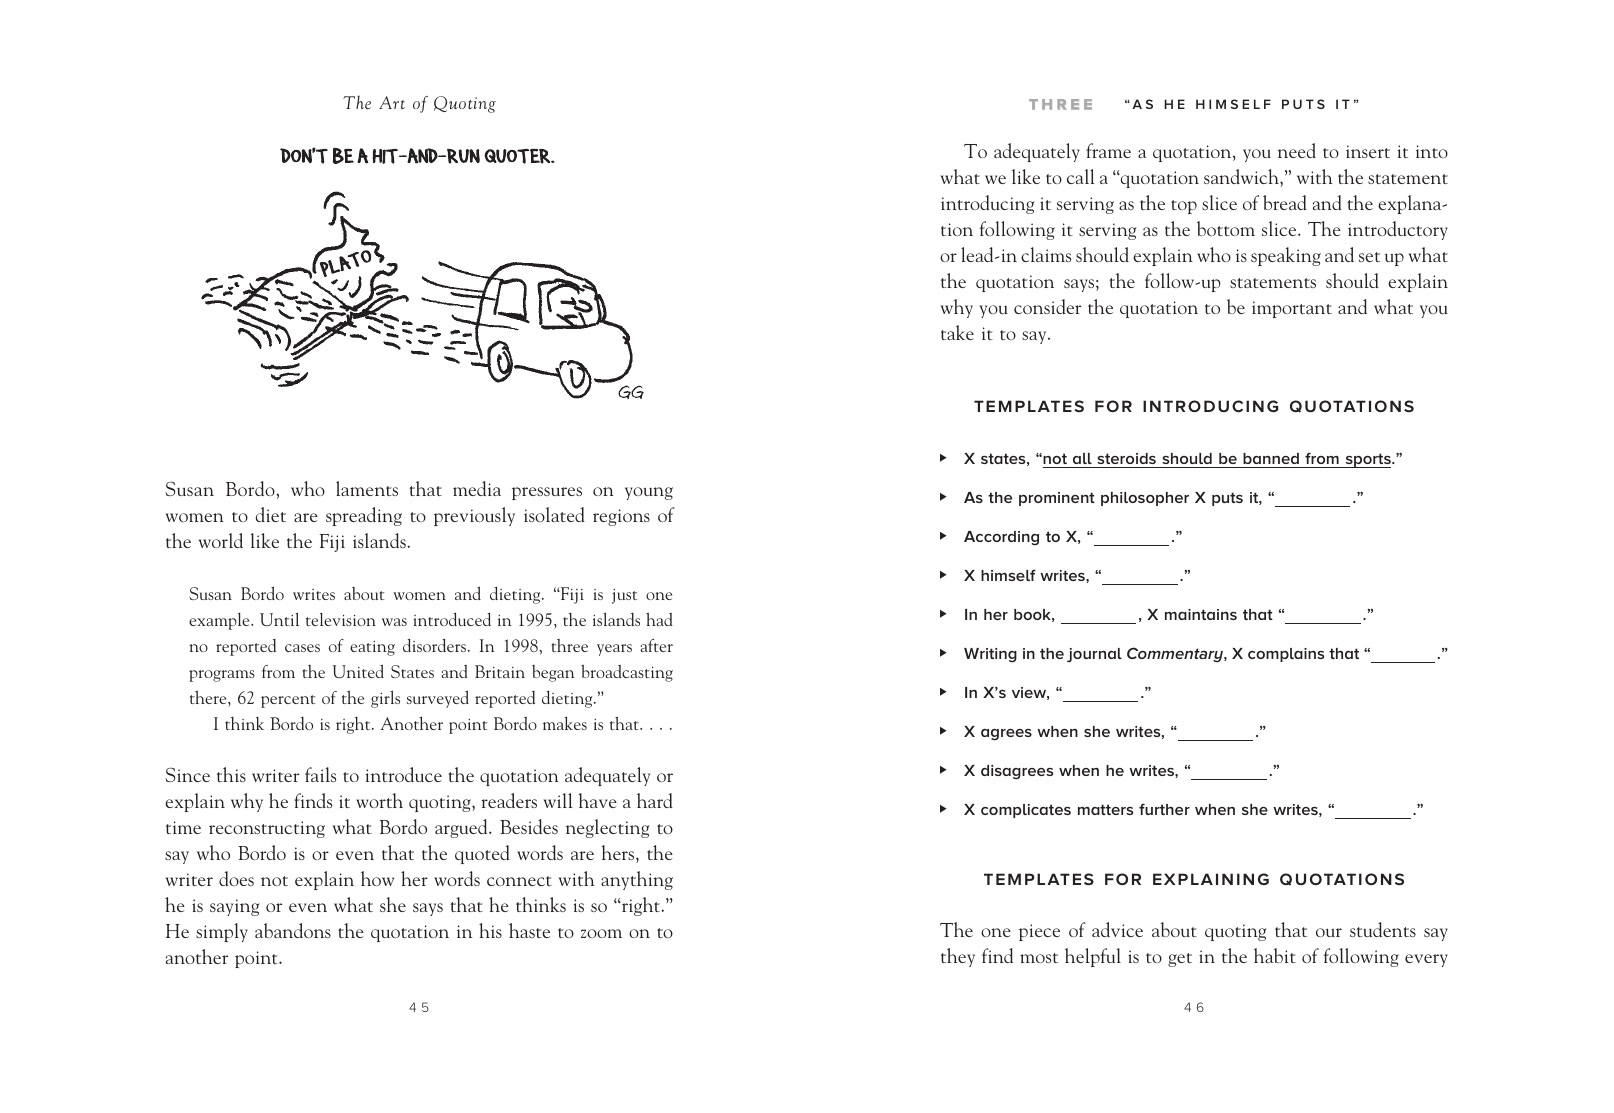 The Art of Quoting
DON'T BE A HIT-AND-RUN QUOTER.
PLATO
GG
Susan Bordo, who laments that media pressures on young
women to diet are spreading to previously isolated regions of
the world like the Fiji islands.
Susan Bordo writes about women and dieting. “Fiji is just one
example. Until television was introduced in 1995, the islands had
no reported cases of eating disorders. In 1998, three years after
programs from the United States and Britain began broadcasting
there, 62 percent of the girls surveyed reported dieting.”
I think Bordo is right. Another point Bordo makes is that. . . .
Since this writer fails to introduce the quotation adequately or
explain why he finds it worth quoting, readers will have a hard
time reconstructing what Bordo argued. Besides neglecting to
say who Bordo is or even that the quoted words are hers, the
writer does not explain how her words connect with anything
he is saying or even what she says that he thinks is so “right.”
He simply abandons the quotation in his haste to zoom on to
another point.
45
THREE “AS HE HIMSELF PUTS IT”
To adequately frame a quotation, you need to insert it into
what we like to call a “quotation sandwich,” with the statement
introducing it serving as the top slice of bread and the explana-
tion following it serving as the bottom slice. The introductory
or lead-in claims should explain who is speaking and set up what
the quotation says; the follow-up statements should explain
why you consider the quotation to be important and what you
take it to say.
TEMPLATES FOR INTRODUCING QUOTATIONS
▸ X states, “not all steroids should be banned from sports.”
▸ As the prominent philosopher X puts it, “________.”
▸ According to X, “________.”
▸ X himself writes, “________.”
▸ In her book, ________, X maintains that “________.”
▸ Writing in the journal Commentary, X complains that “________.”
▸ In X’s view, “________.”
▸ X agrees when she writes, “________.”
▸ X disagrees when he writes, “________.”
▸ X complicates matters further when she writes, “________.”
TEMPLATES FOR EXPLAINING QUOTATIONS
The one piece of advice about quoting that our students say
they find most helpful is to get in the habit of following every
46